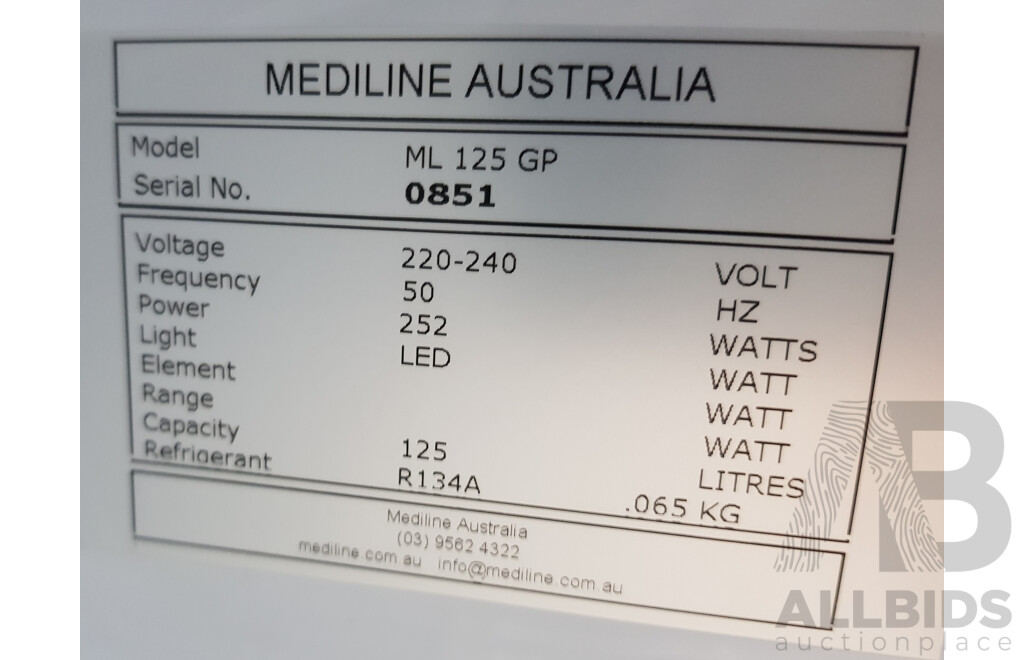 MEDILINE AUSTRALIA
Model ML 125 GP
Serial No. 0851
Voltage 220-240 VOLT
Frequency 50 HZ
Power 252 WATTS
Light LED WATT
Element WATT
Range WATT
Capacity 125 LITRES
Refrigerant R134A .065 KG
Mediline Australia
(03) 9562 4322
mediline.com.au info@mediline.com.au
AB
ALLBIDS
auctionplace